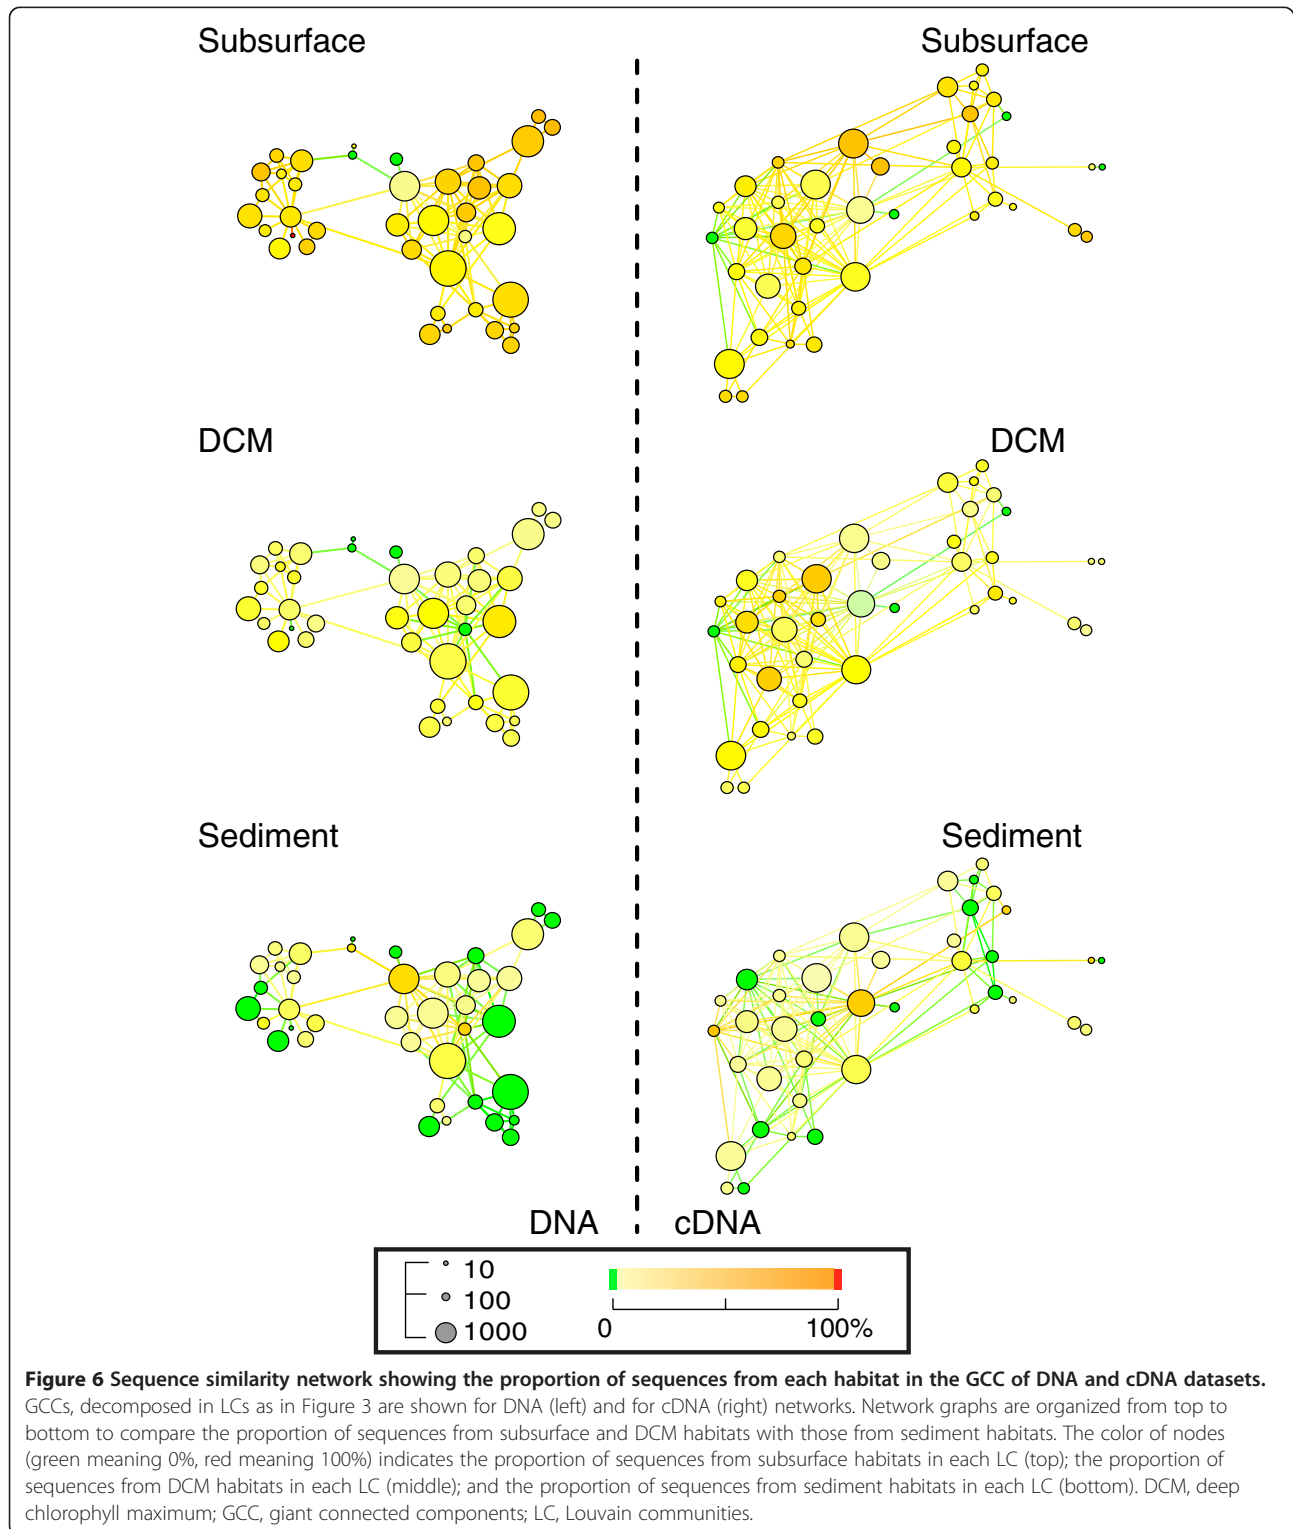 Subsurface
Subsurface
DCM
DCM
Sediment
Sediment
DNA
cDNA
10
100
1000
0
100%
Figure 6 Sequence similarity network showing the proportion of sequences from each habitat in the GCC of DNA and cDNA datasets.
GCCs, decomposed in LCs as in Figure 3 are shown for DNA (left) and for cDNA (right) networks. Network graphs are organized from top to
bottom to compare the proportion of sequences from subsurface and DCM habitats with those from sediment habitats. The color of nodes
(green meaning 0%, red meaning 100%) indicates the proportion of sequences from subsurface habitats in each LC (top); the proportion of
sequences from DCM habitats in each LC (middle); and the proportion of sequences from sediment habitats in each LC (bottom). DCM, deep
chlorophyll maximum; GCC, giant connected components; LC, Louvain communities.